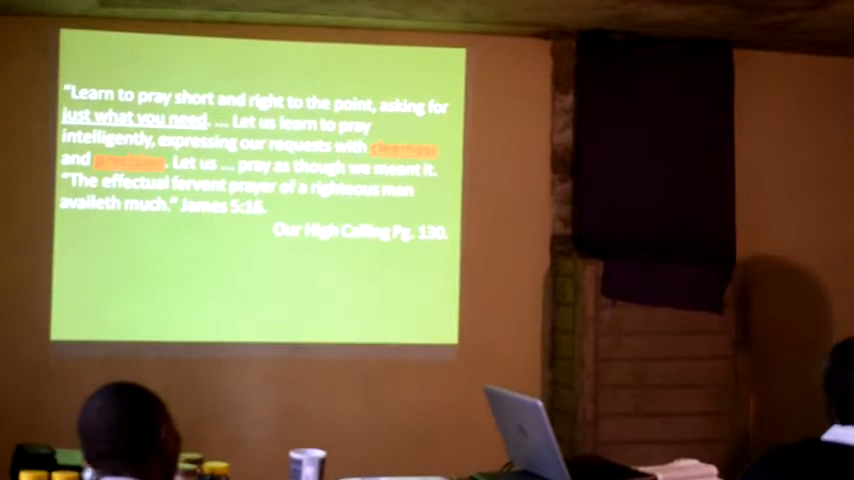 "Learn to pray short and right to the point, asking for
just what you need. ... Let us learn to pray
intelligently, expressing our requests with clearness
and precision. Let us ... pray as though we meant it.
"The effectual fervent prayer of a righteous man
availeth much." James 5:16.
Our High Calling Pg. 130.